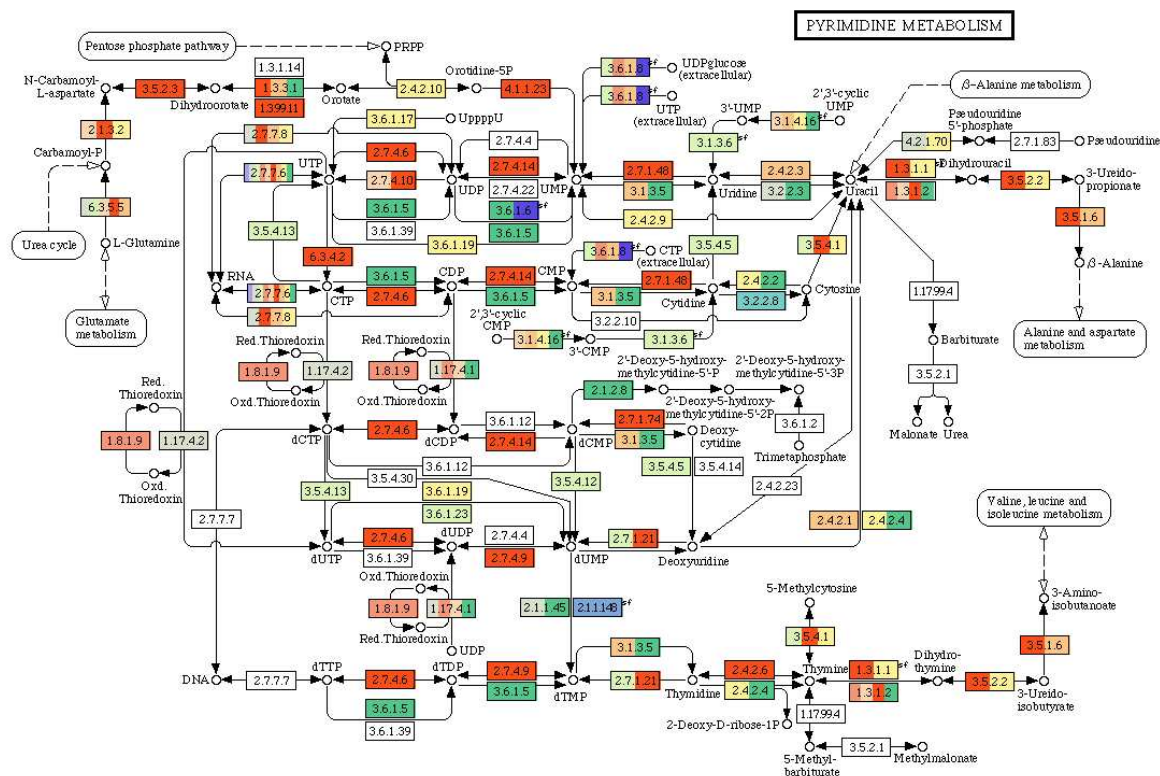 PYRIMIDINE METABOLISM
Pentose phosphate pathway
PRPP
N-Carbamoyl-
L-aspartate
3.5.2.3
Dihydroorotate
1.3.1.14
1.3.3.1
1.3.99.11
Orotate
2.4.2.10
Orotidine-5P
4.1.1.23
3.6.1.8 sf
UDPglucose
(extracellular)
3.6.1.8 sf
UTP
(extracellular)
3'-UMP
3.1.4.16 sf
2',3'-cyclic
UMP
3.1.3.6 sf
β-Alanine metabolism
Pseudouridine
5'-phosphate
4.2.1.70
2.7.1.83
Pseudouridine
2.1.3.2
Carbamoyl-P
Urea cycle
6.3.5.5
L-Glutamine
Glutamate
metabolism
2.7.7.8
3.6.1.17
UppppU
UTP
2.7.7.6
2.7.4.6
2.7.4.10
UDP
3.6.1.5
3.6.1.39
2.7.4.4
2.7.4.14
UMP
2.7.4.22
3.6.1.6 sf
3.6.1.5
3.6.1.19
2.7.1.48
3.1.3.5
Uridine
2.4.2.3
3.2.2.3
2.4.2.9
Uracil
1.3.1.1 sf
1.3.1.2
Dihydrouracil
3.5.2.2
3-Ureido-
propionate
3.5.1.6
β-Alanine
Alanine and aspartate
metabolism
3.5.4.13
6.3.4.2
3.6.1.8 sf
CTP
(extracellular)
3.5.4.5
3.5.4.1
RNA
2.7.7.6
2.7.7.8
CTP
3.6.1.5
2.7.4.6
CDP
2.7.4.14
3.6.1.5
CMP
2.7.1.48
3.1.3.5
Cytidine
2.4.2.2
3.2.2.8
Cytosine
3.2.2.10
2',3'-cyclic
CMP
3.1.4.16 sf
3'-CMP
3.1.3.6 sf
1.17.99.4
Barbiturate
3.5.2.1
Malonate
Urea
Red.Thioredoxin
1.8.1.9
1.17.4.2
Oxd.Thioredoxin
Red.Thioredoxin
1.8.1.9
1.17.4.1
Oxd.Thioredoxin
Red.
Thioredoxin
1.8.1.9
1.17.4.2
Oxd.
Thioredoxin
2'-Deoxy-5-hydroxy-
methylcytidine-5'-P
2'-Deoxy-5-hydroxy-
methylcytidine-5'-3P
2.1.2.8
2'-Deoxy-5-hydroxy-
methylcytidine-5'-2P
3.6.1.2
Trimetaphosphate
dCTP
2.7.4.6
dCDP
3.6.1.12
2.7.4.14
dCMP
2.7.1.74
3.1.3.5
Deoxy-
cytidine
3.6.1.12
3.5.4.30
3.5.4.13
3.6.1.19
3.6.1.23
3.5.4.12
3.5.4.5
3.5.4.14
2.4.2.23
2.4.2.1
2.4.2.4
2.7.7.7
dUTP
2.7.4.6
3.6.1.39
dUDP
2.7.4.4
2.7.4.9
dUMP
2.7.1.21
Deoxyuridine
Valine, leucine and
isoleucine metabolism
Oxd.Thioredoxin
1.8.1.9
1.17.4.1
Red.Thioredoxin
UDP
2.1.1.45
2.1.1.148 sf
5-Methylcytosine
3.5.4.1
3-Amino-
isobutanoate
3.5.1.6
DNA
2.7.7.7
dTTP
2.7.4.6
dTDP
2.7.4.9
3.6.1.5
dTMP
3.1.3.5
2.7.1.21
Thymidine
2.4.2.6
2.4.2.4
Thymine
1.3.1.1 sf
1.3.1.2
Dihydro-
thymine
3.5.2.2
3-Ureido-
isobutyrate
3.6.1.5
3.6.1.39
2-Deoxy-D-ribose-1P
1.17.99.4
5-Methyl-
barbiturate
3.5.2.1
Methylmalonate